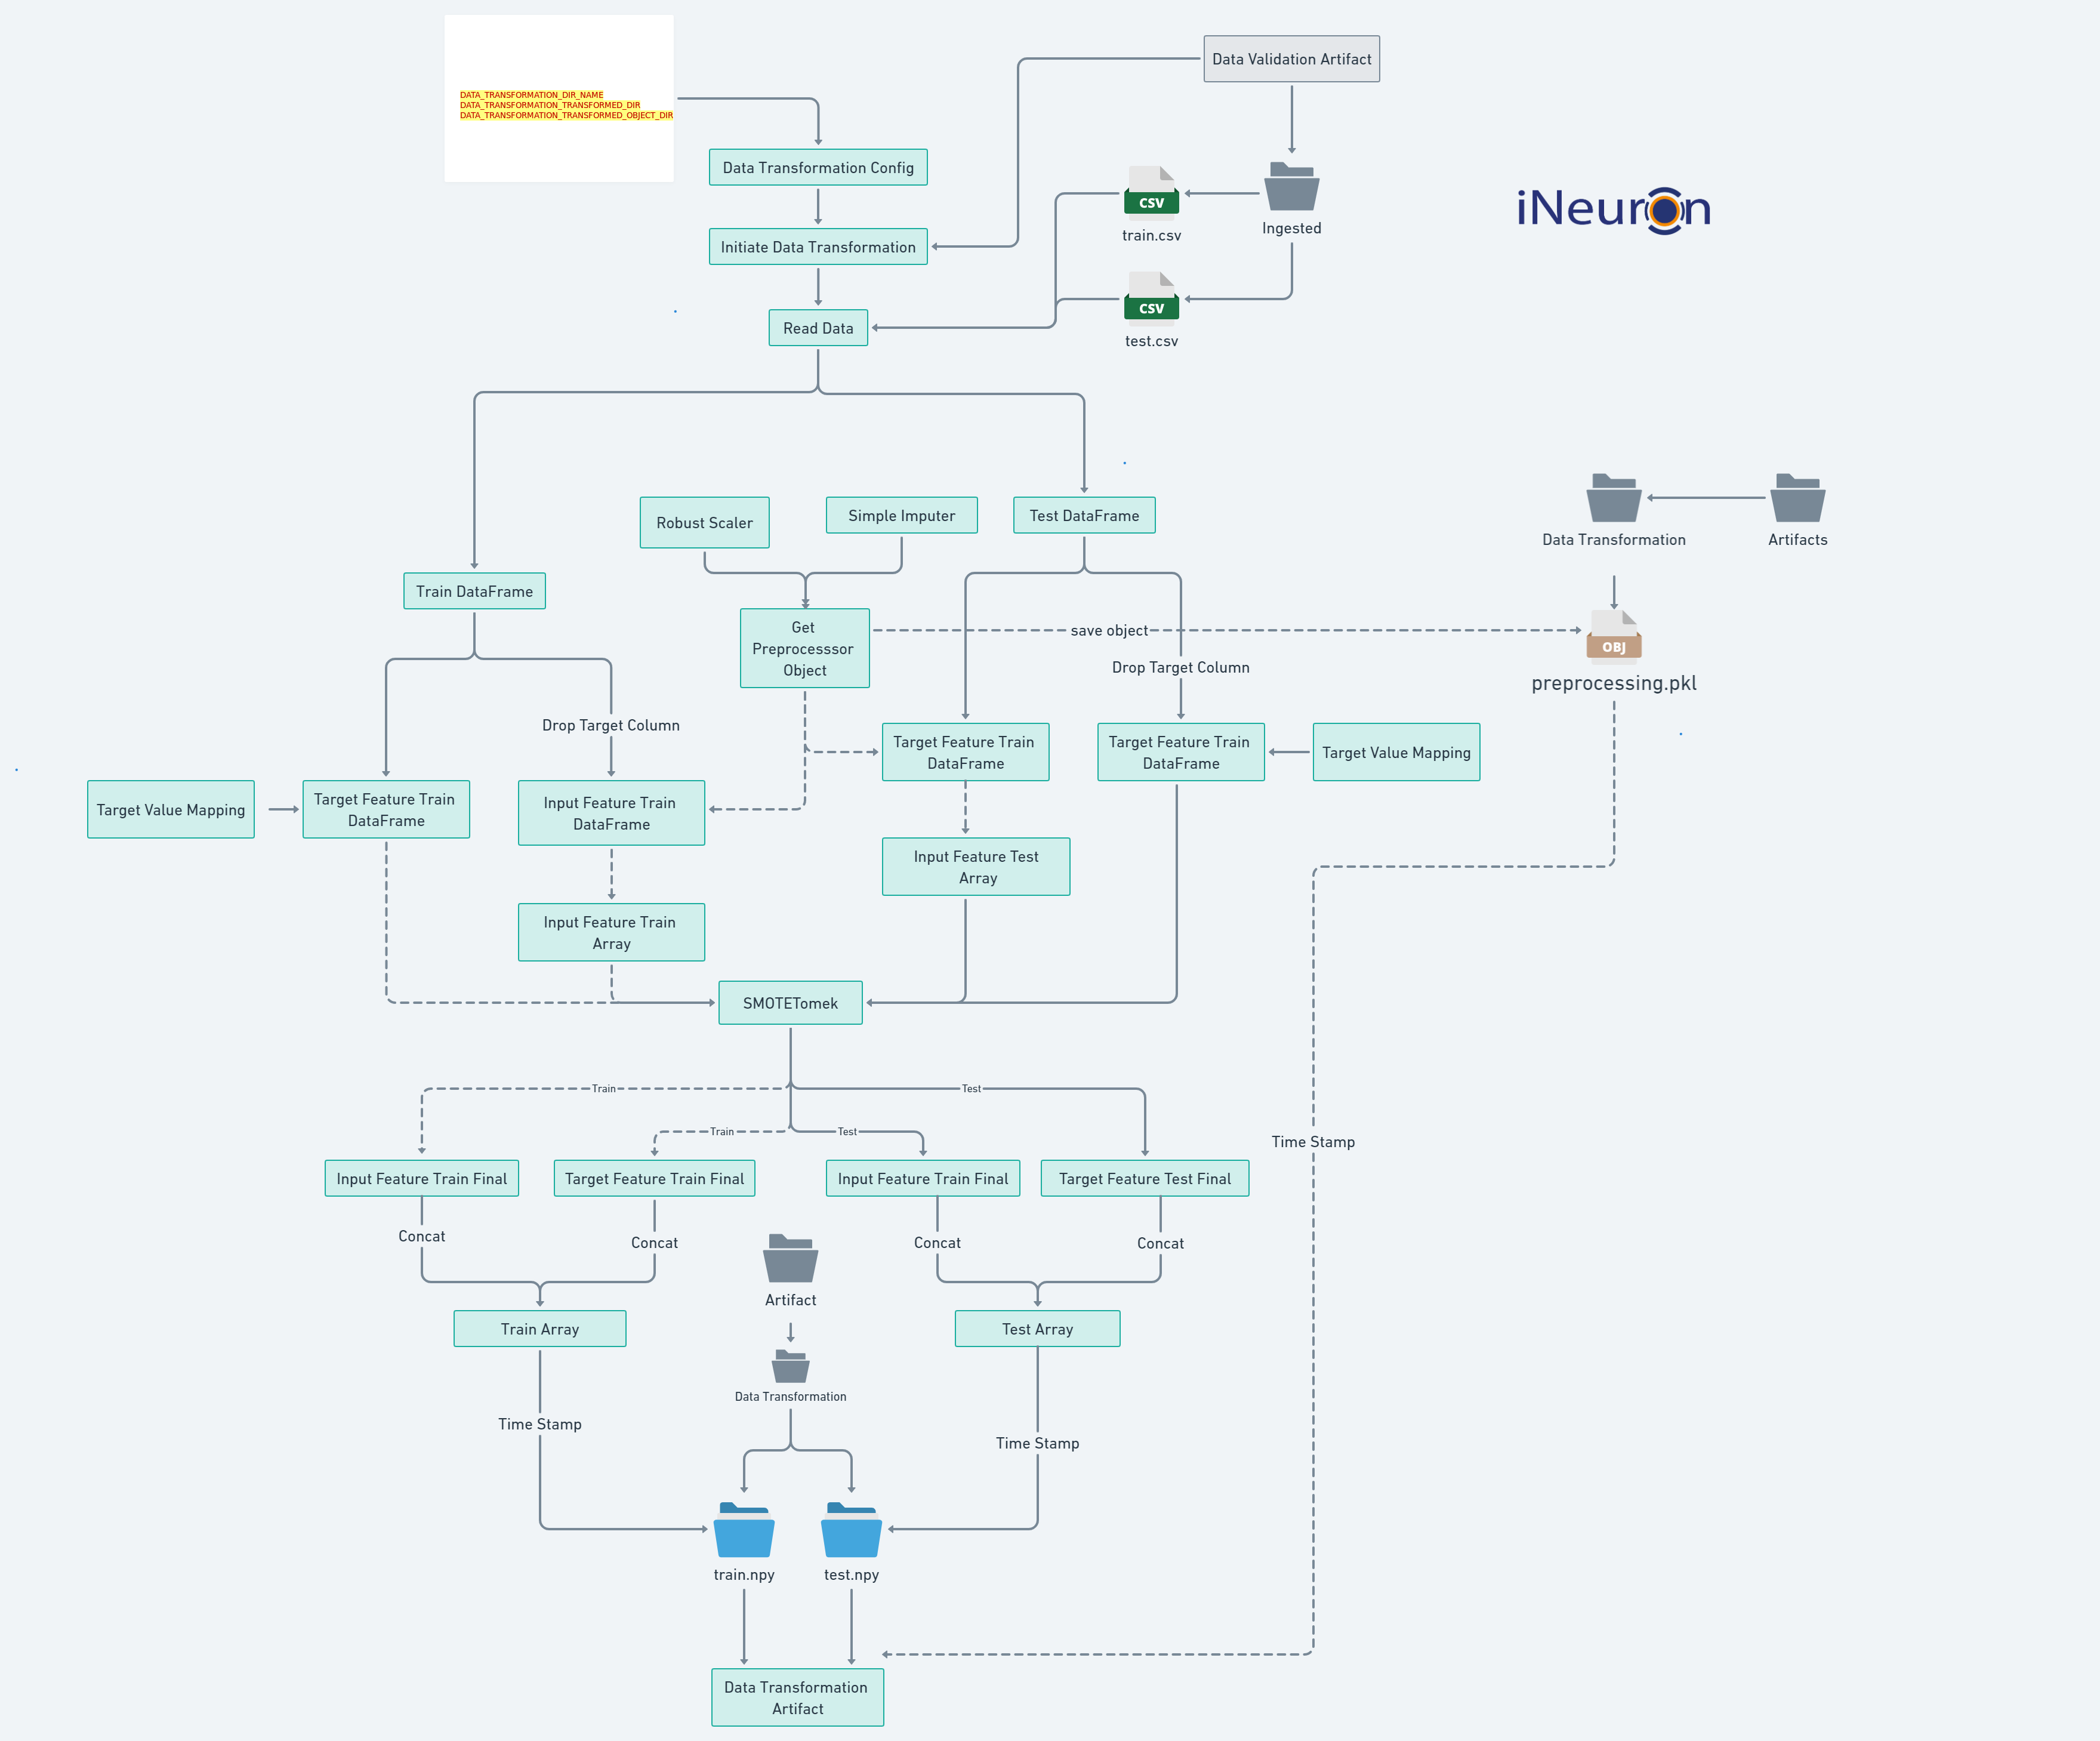 Data Validation Artifact
DATA_TRANSFORMATION_DIR_NAME
DATA_TRANSFORMATION_TRANSFORMED_DIR
DATA_TRANSFORMATION_TRANSFORMED_OBJECT_DIR
Data Transformation Config
CSV
train.csv
Ingested
iNeuron
Initiate Data Transformation
CSV
test.csv
Read Data
Robust Scaler
Simple Imputer
Test DataFrame
Data Transformation
Artifacts
Train DataFrame
Get
Preprocesssor
Object
save object
OBJ
preprocessing.pkl
Drop Target Column
Drop Target Column
Target Feature Train
DataFrame
Target Feature Train
DataFrame
Target Value Mapping
Target Value Mapping
Target Feature Train
DataFrame
Input Feature Train
DataFrame
Input Feature Test
Array
Input Feature Train
Array
SMOTETomek
Train
Test
Train
Test
Time Stamp
Input Feature Train Final
Target Feature Train Final
Input Feature Train Final
Target Feature Test Final
Concat
Concat
Concat
Concat
Artifact
Train Array
Test Array
Data Transformation
Time Stamp
Time Stamp
train.npy
test.npy
Data Transformation
Artifact